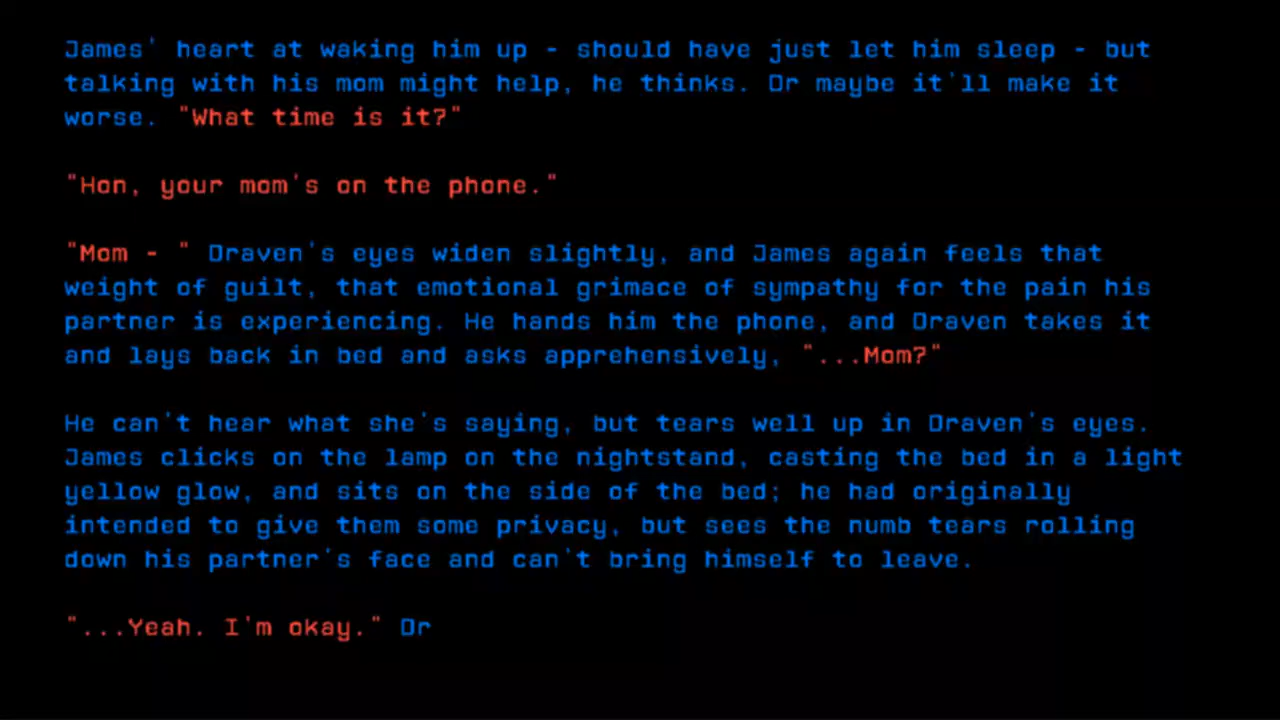 James' heart at waking him up - should have just let him sleep - but
talking with his mom might help, he thinks. Or maybe it'll make it
worse. "What time is it?"
"Hon, your mom's on the phone."
"Mom - " Draven's eyes widen slightly, and James again feels that
weight of guilt, that emotional grimace of sympathy for the pain his
partner is experiencing. He hands him the phone, and Draven takes it
and lays back in bed and asks apprehensively, "...Mom?"
He can't hear what she's saying, but tears well up in Draven's eyes.
James clicks on the lamp on the nightstand, casting the bed in a light
yellow glow, and sits on the side of the bed; he had originally
intended to give them some privacy, but sees the numb tears rolling
down his partner's face and can't bring himself to leave.
"...Yeah. I'm okay." Dr